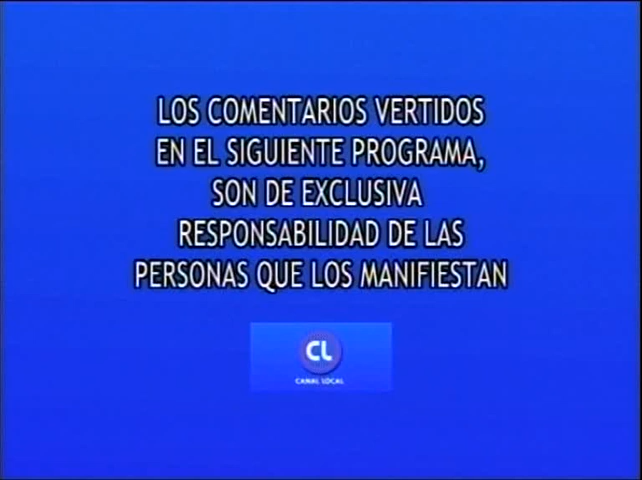 LOS COMENTARIOS VERTIDOS
EN EL SIGUIENTE PROGRAMA,
SON DE EXCLUSIVA
RESPONSABILIDAD DE LAS
PERSONAS QUE LOS MANIFIESTAN
CL
CANAL LOCAL